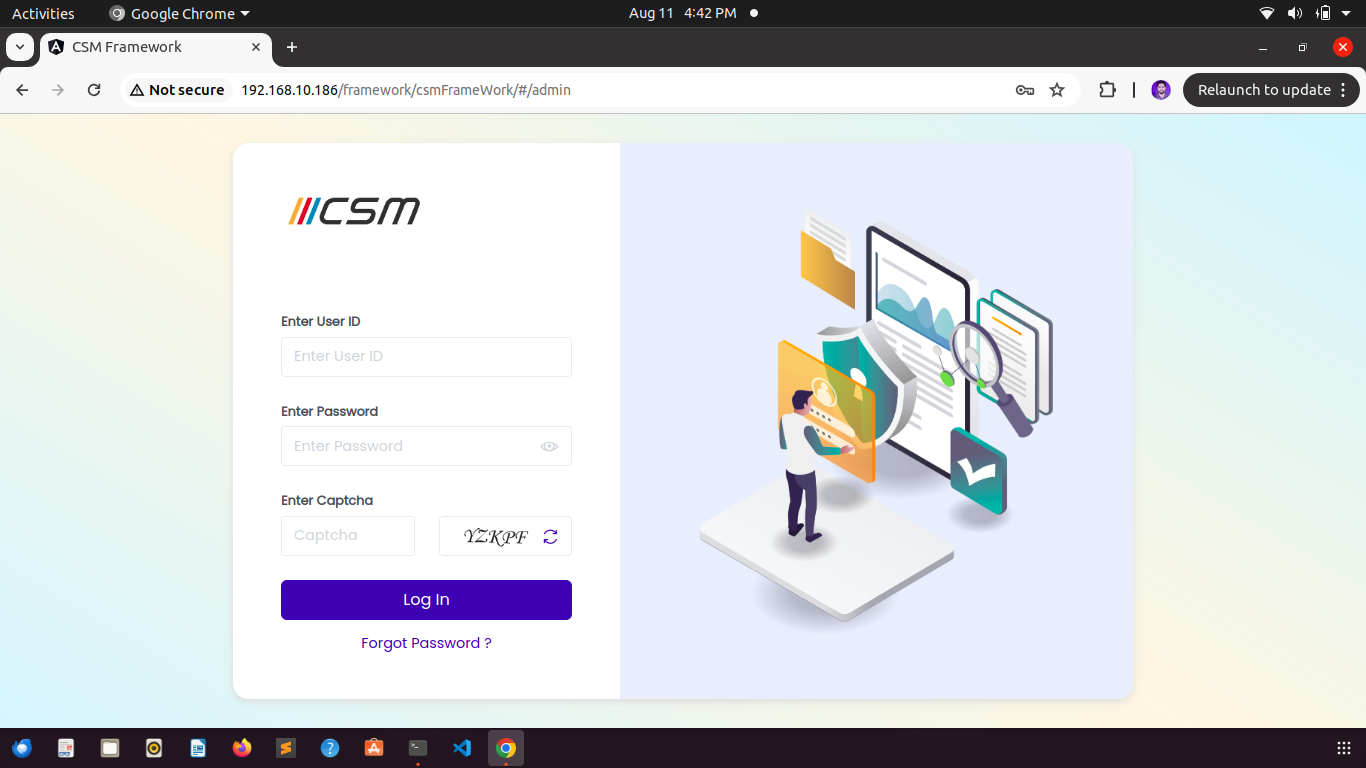 Activities
Google Chrome
Aug 11 4:42 PM
CSM Framework
Not secure
192.168.10.186/framework/csmFrameWork/#/admin
Relaunch to update
CSM
Enter User ID
Enter User ID
Enter Password
Enter Password
Enter Captcha
Captcha
YZKPF
Log In
Forgot Password ?